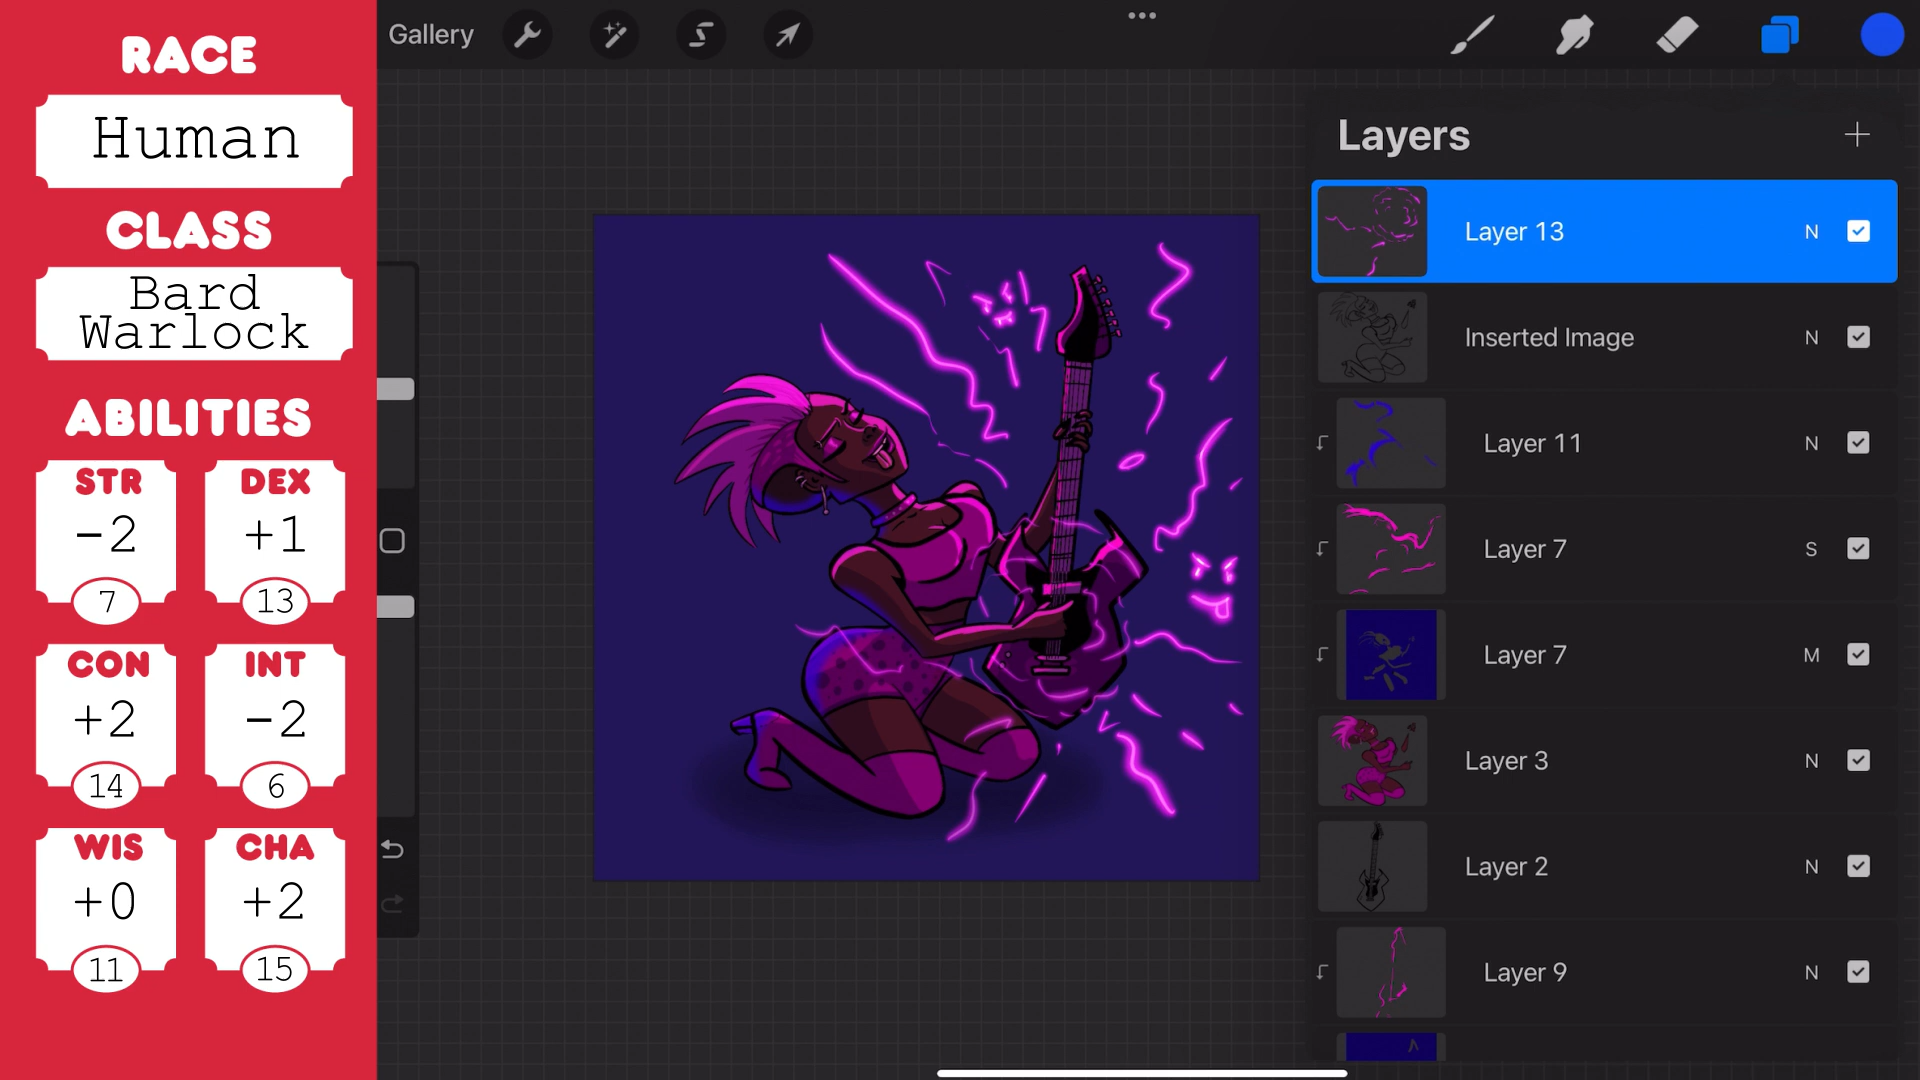 RACE
Human
CLASS
Bard
Warlock
ABILITIES
STR
-2
7
DEX
+1
13
CON
+2
14
INT
-2
6
WIS
+0
11
CHA
+2
15
Gallery
Layers
Layer 13 N
Inserted Image N
Layer 11 N
Layer 7 S
Layer 7 M
Layer 3 N
Layer 2 N
Layer 9 N